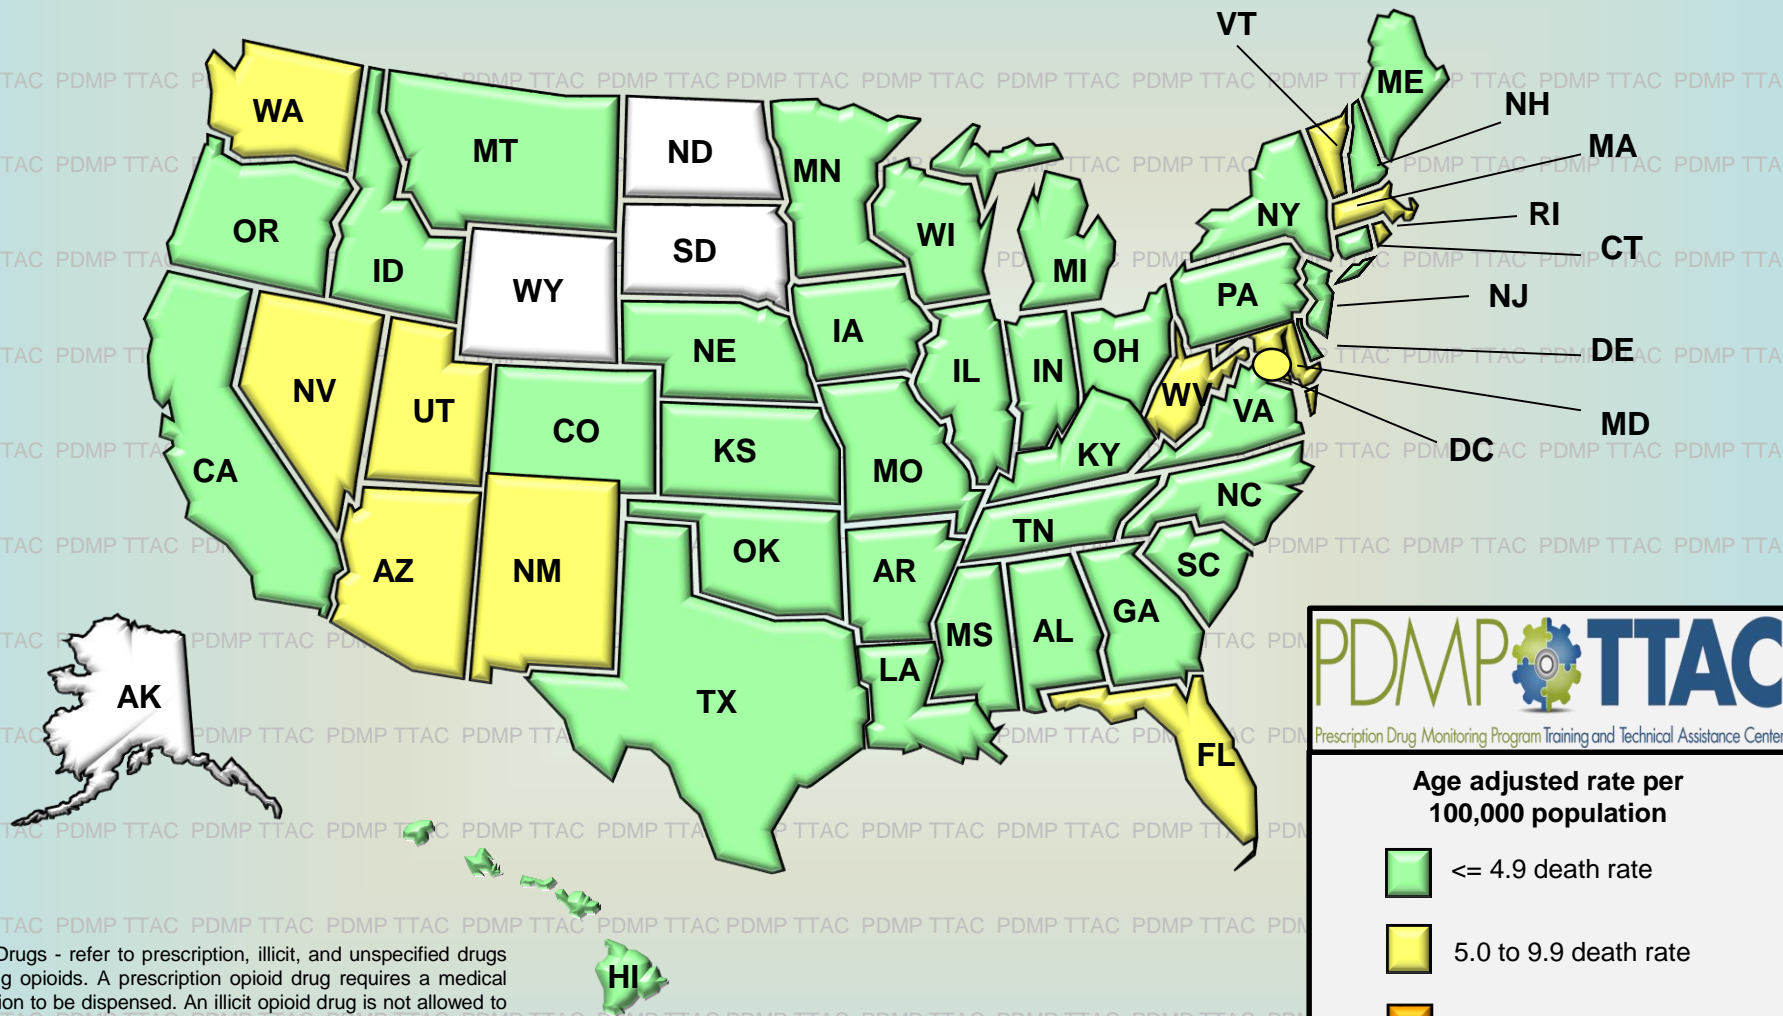 VT
ME
NH
MA
RI
CT
NJ
DE
MD
DC
WA
MT
ND
MN
OR
ID
SD
WI
MI
NY
WY
PA
IA
NE
IL
IN
OH
NV
UT
CO
KS
MO
WV
VA
KY
CA
NC
TN
AZ
NM
OK
AR
SC
MS
AL
GA
LA
AK
TX
FL
HI
PDMP TTAC
Prescription Drug Monitoring Program Training and Technical Assistance Center
Age adjusted rate per
100,000 population
<= 4.9 death rate
5.0 to 9.9 death rate
Drugs - refer to prescription, illicit, and unspecified drugs
g opioids. A prescription opioid drug requires a medical
ion to be dispensed. An illicit opioid drug is not allowed to